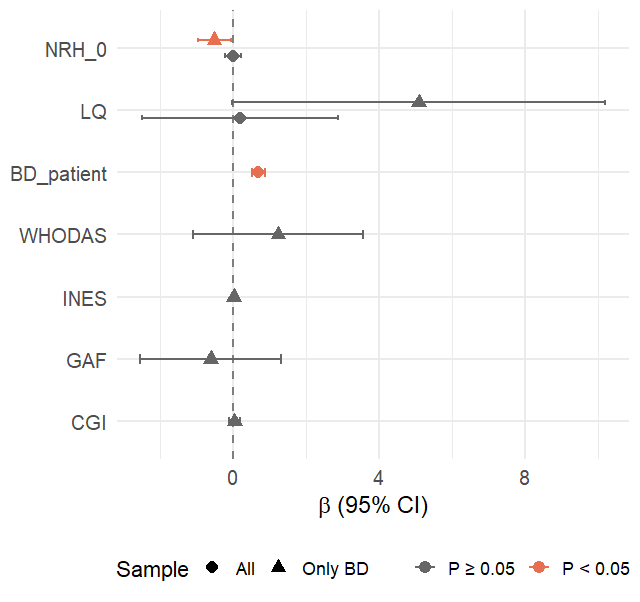 NRH_0
LQ
BD_patient
WHODAS
INES
GAF
CGI
0 4 8
β (95% CI)
Sample All Only BD P ≥ 0.05 P < 0.05